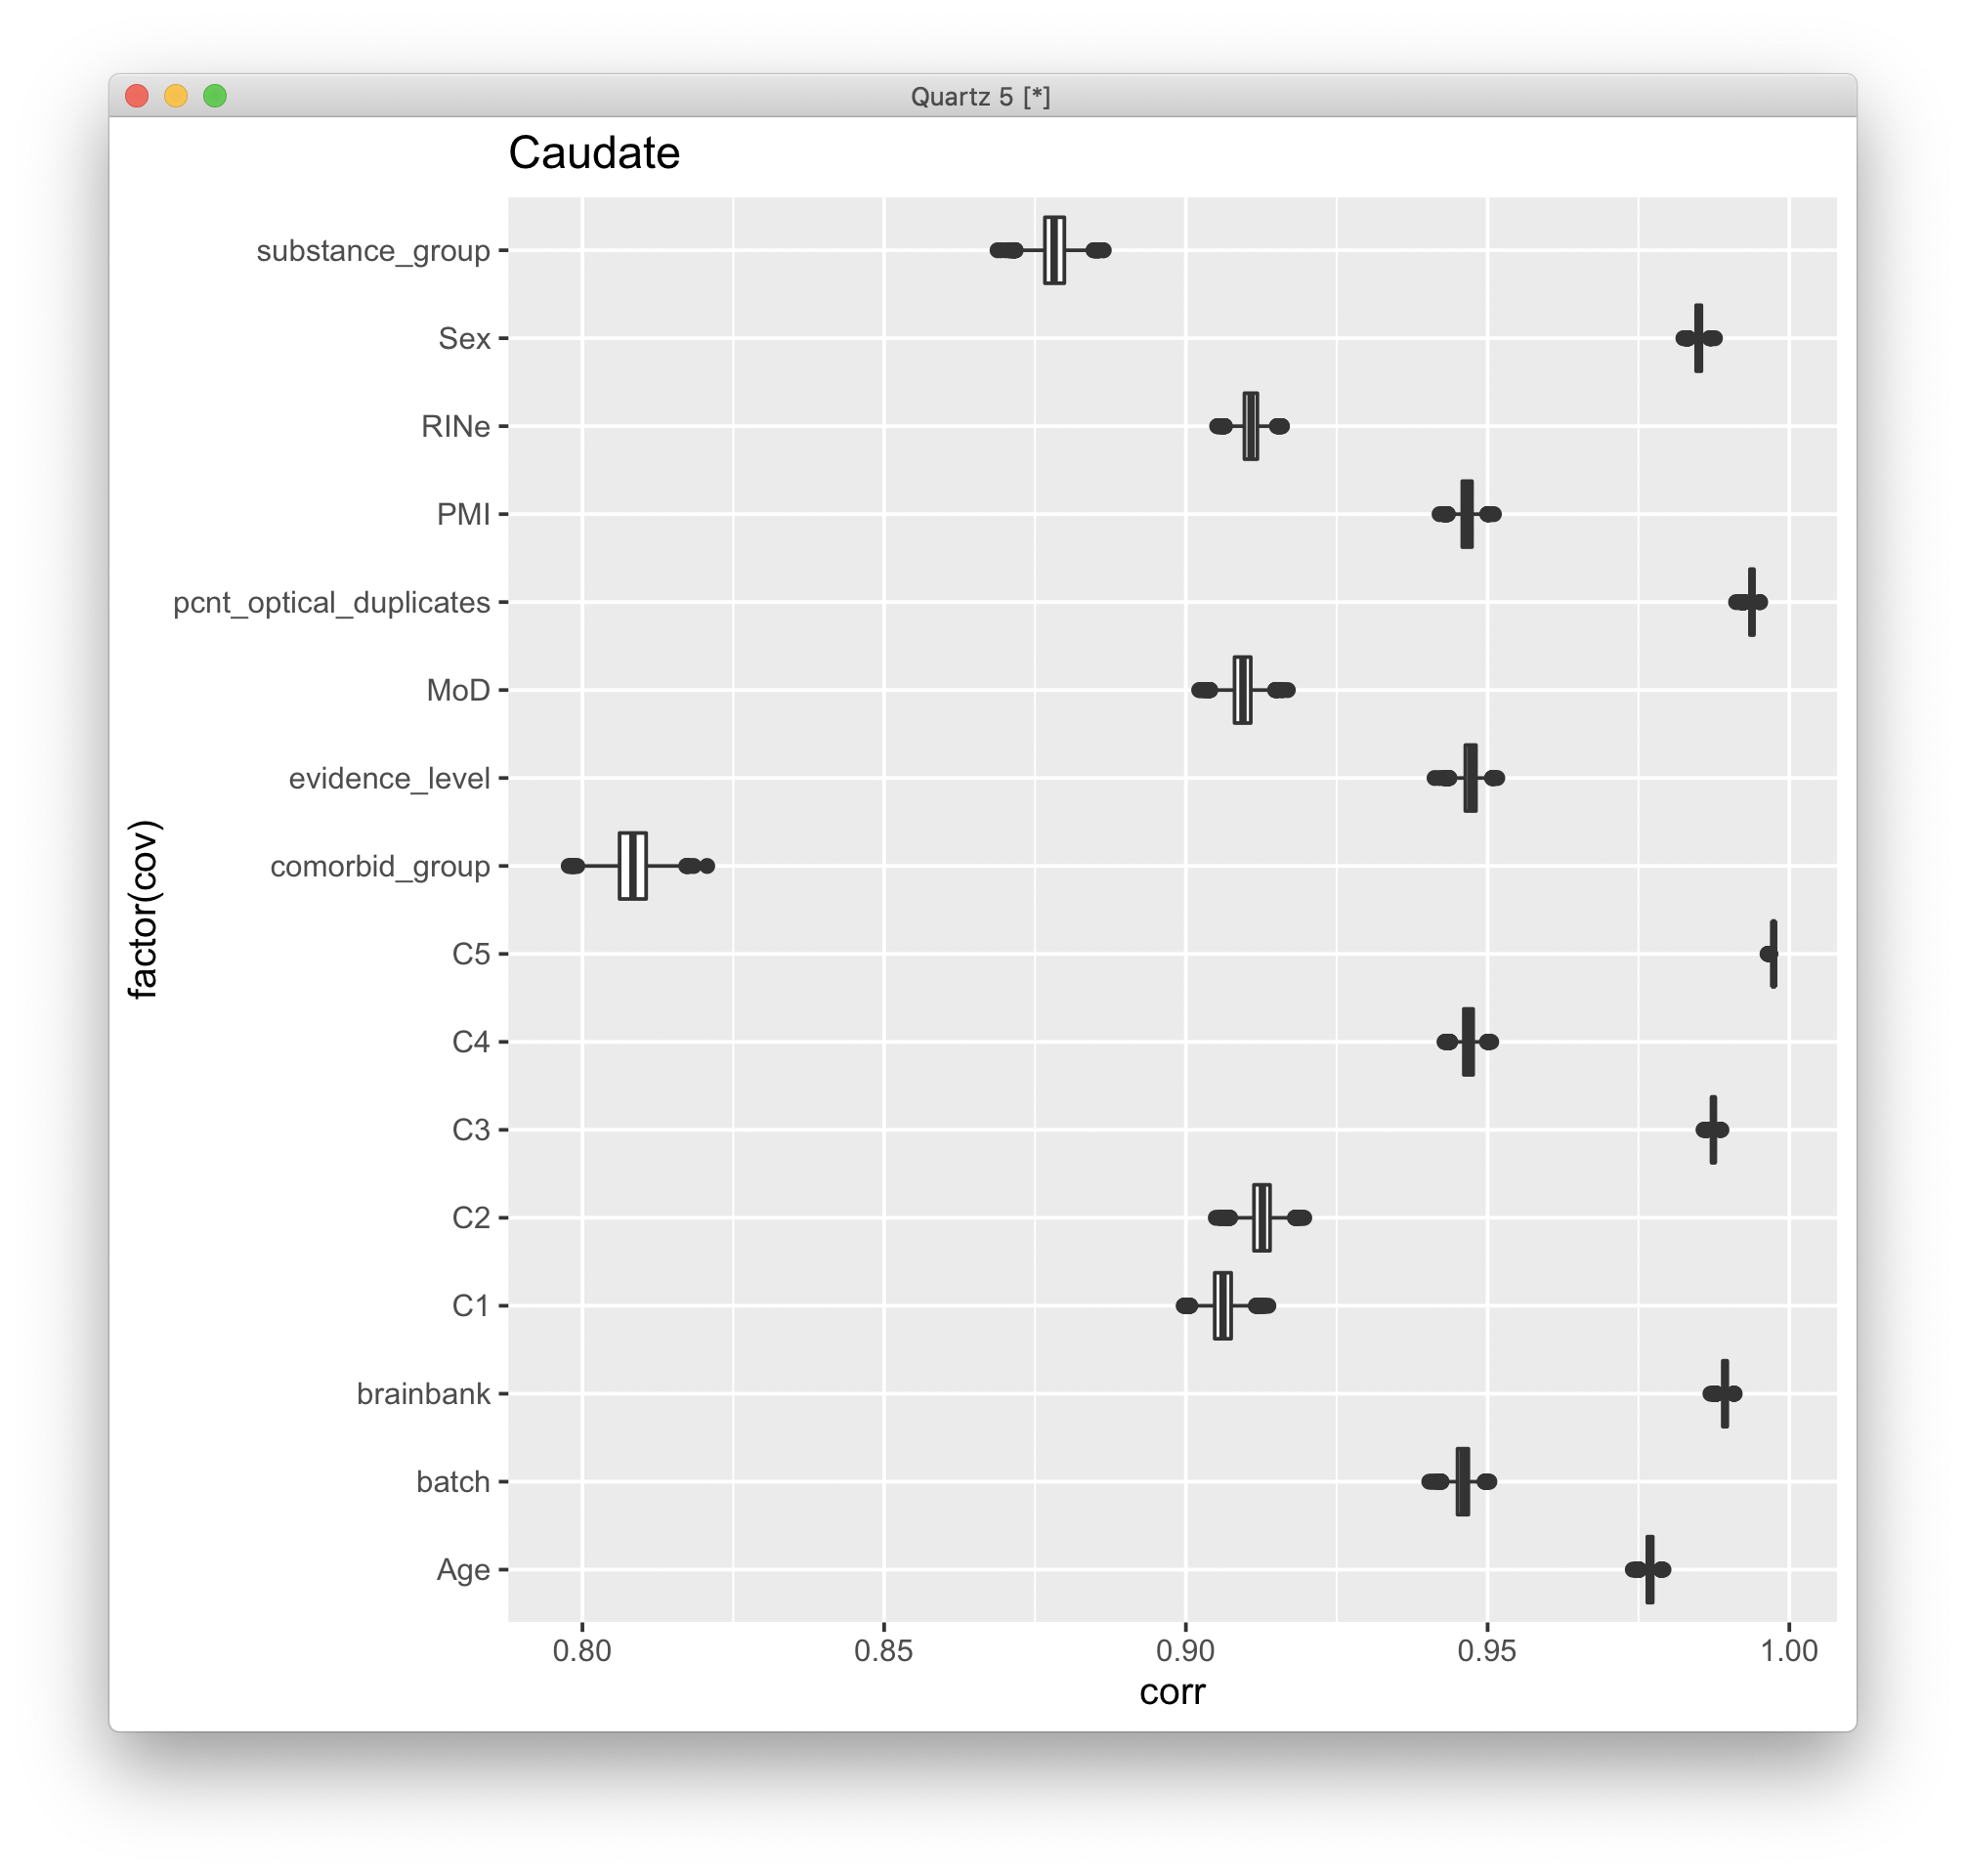 Quartz 5 [*]
Caudate
factor(cov)
substance_group
Sex
RINe
PMI
pcnt_optical_duplicates
MoD
evidence_level
comorbid_group
C5
C4
C3
C2
C1
brainbank
batch
Age
0.80 0.85 0.90 0.95 1.00
corr